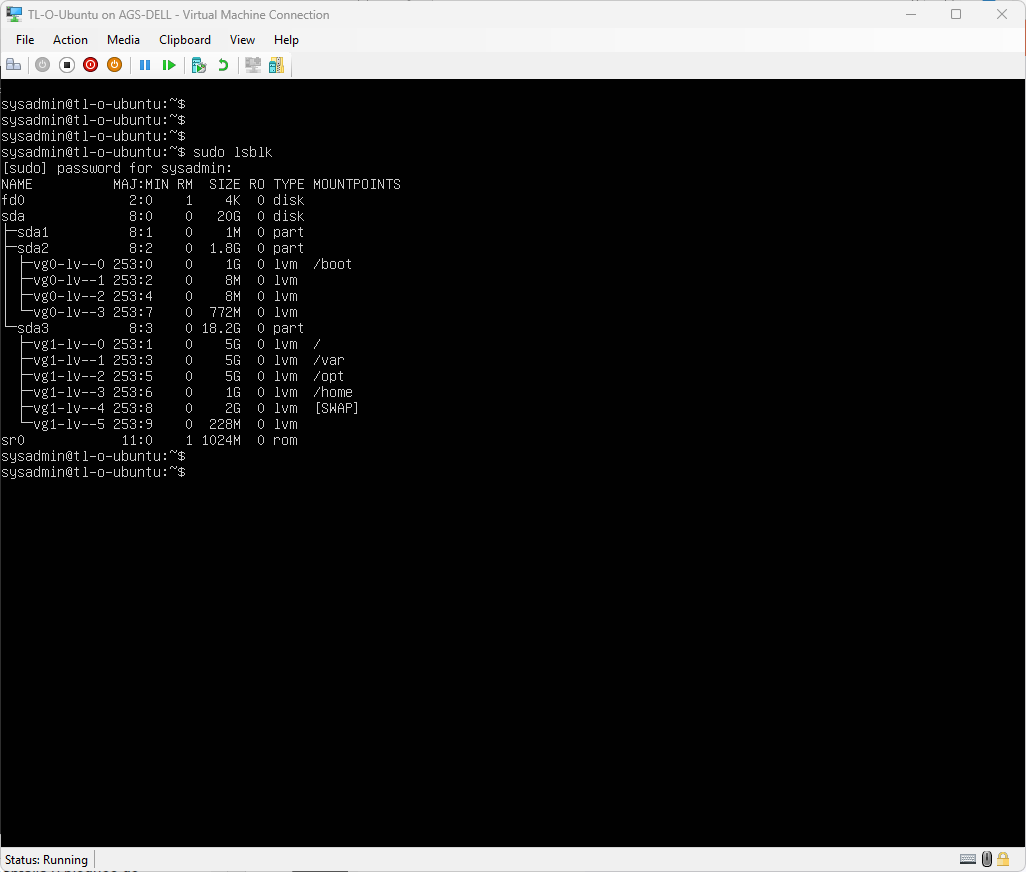 TL-O-Ubuntu on AGS-DELL - Virtual Machine Connection
File Action Media Clipboard View Help
sysadmin@tl-o-ubuntu:~$
sysadmin@tl-o-ubuntu:~$
sysadmin@tl-o-ubuntu:~$
sysadmin@tl-o-ubuntu:~$ sudo lsblk
[sudo] password for sysadmin:
NAME MAJ:MIN RM SIZE RO TYPE MOUNTPOINTS
fd0 2:0 1 4K 0 disk
sda 8:0 0 20G 0 disk
├─sda1 8:1 0 1M 0 part
├─sda2 8:2 0 1.8G 0 part
│ ├─vg0-lv--0 253:0 0 1G 0 lvm /boot
│ ├─vg0-lv--1 253:2 0 8M 0 lvm
│ ├─vg0-lv--2 253:4 0 8M 0 lvm
│ └─vg0-lv--3 253:7 0 772M 0 lvm
└─sda3 8:3 0 18.2G 0 part
  ├─vg1-lv--0 253:1 0 5G 0 lvm /
  ├─vg1-lv--1 253:3 0 5G 0 lvm /var
  ├─vg1-lv--2 253:5 0 5G 0 lvm /opt
  ├─vg1-lv--3 253:6 0 1G 0 lvm /home
  ├─vg1-lv--4 253:8 0 2G 0 lvm [SWAP]
  └─vg1-lv--5 253:9 0 228M 0 lvm
sr0 11:0 1 1024M 0 rom
sysadmin@tl-o-ubuntu:~$
sysadmin@tl-o-ubuntu:~$
Status: Running